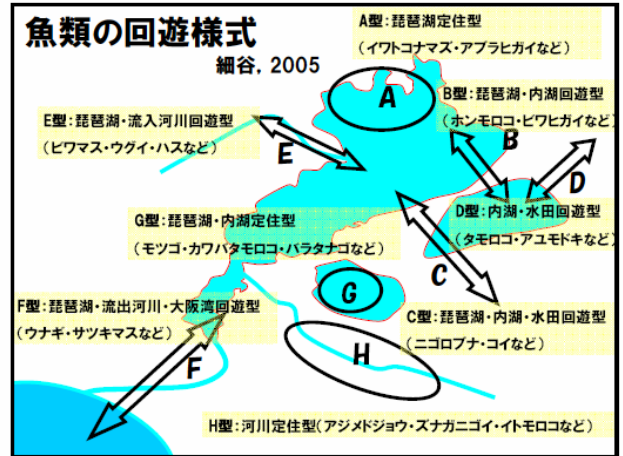 魚類の回遊様式
細谷, 2005
A型:琵琶湖定住型
(イワトコナマズ・アブラヒガイなど)
A
B型:琵琶湖・内湖回遊型
(ホンモロコ・ビワヒガイなど)
B
E型:琵琶湖・流入河川回遊型
(ビワマス・ウグイ・ハスなど)
E
D
D型:内湖・水田回遊型
(タモロコ・アユモドキなど)
G型:琵琶湖・内湖定住型
(モツゴ・カワバタモロコ・バラタナゴなど)
C
G
F型:琵琶湖・流出河川・大阪湾回遊型
(ウナギ・サツキマスなど)
C型:琵琶湖・内湖・水田回遊型
(ニゴロブナ・コイなど)
F
H
H型:河川定住型(アジメドジョウ・ズナガニゴイ・イトモロコなど)